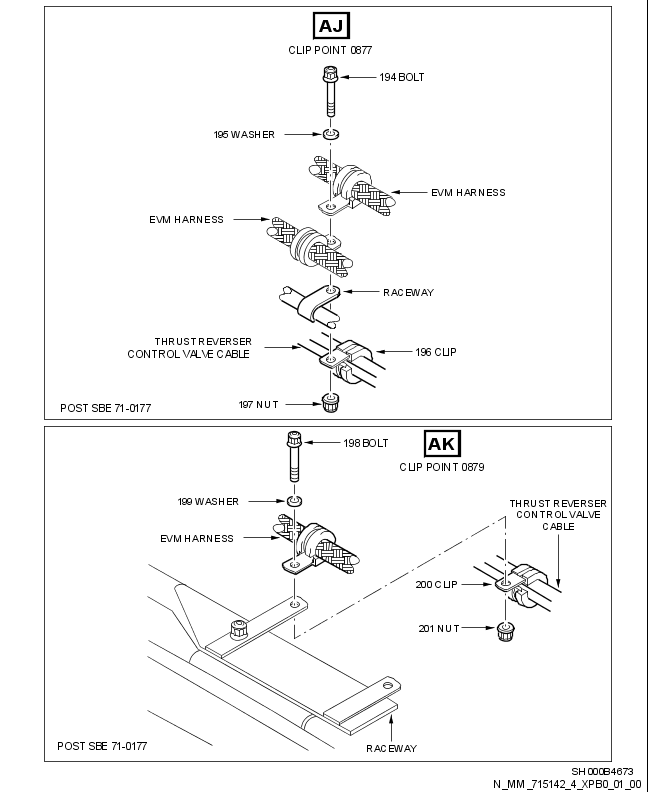 AJ
CLIP POINT 0877
194 BOLT
195 WASHER
EVM HARNESS
EVM HARNESS
RACEWAY
THRUST REVERSER
CONTROL VALVE CABLE
196 CLIP
197 NUT
POST SBE 71-0177
198 BOLT
AK
CLIP POINT 0879
199 WASHER
THRUST REVERSER
CONTROL VALVE
CABLE
EVM HARNESS
200 CLIP
201 NUT
RACEWAY
POST SBE 71-0177
SH000B4673
N_MM_715142_4_XPB0_01_00